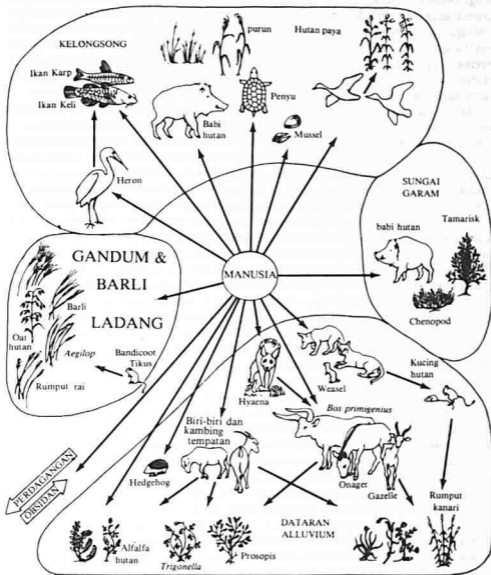 KELONGSONG
purun
Hutan paya
Ikan Karp
Ikan Keli
Babi
hutan
Penyu
Mussel
Heron
SUNGAI
GARAM
Tamarisk
babi hutan
Chenopod
MANUSIA
GANDUM &
BARLI
LADANG
Barli
Oat
hutan
Aegilop
Rumput rai
Bandicoot
Tikus
Hyaena
Weasel
Kucing
hutan
Bos primigenius
Biri-biri dan
kambing
tempatan
Hedgehog
Onager
Gazelle
Rumput
kanari
PERDAGANGAN
OBSIDAN
DATARAN
ALLUVIUM
Alfalfa
hutan
Trigonella
Prosopis